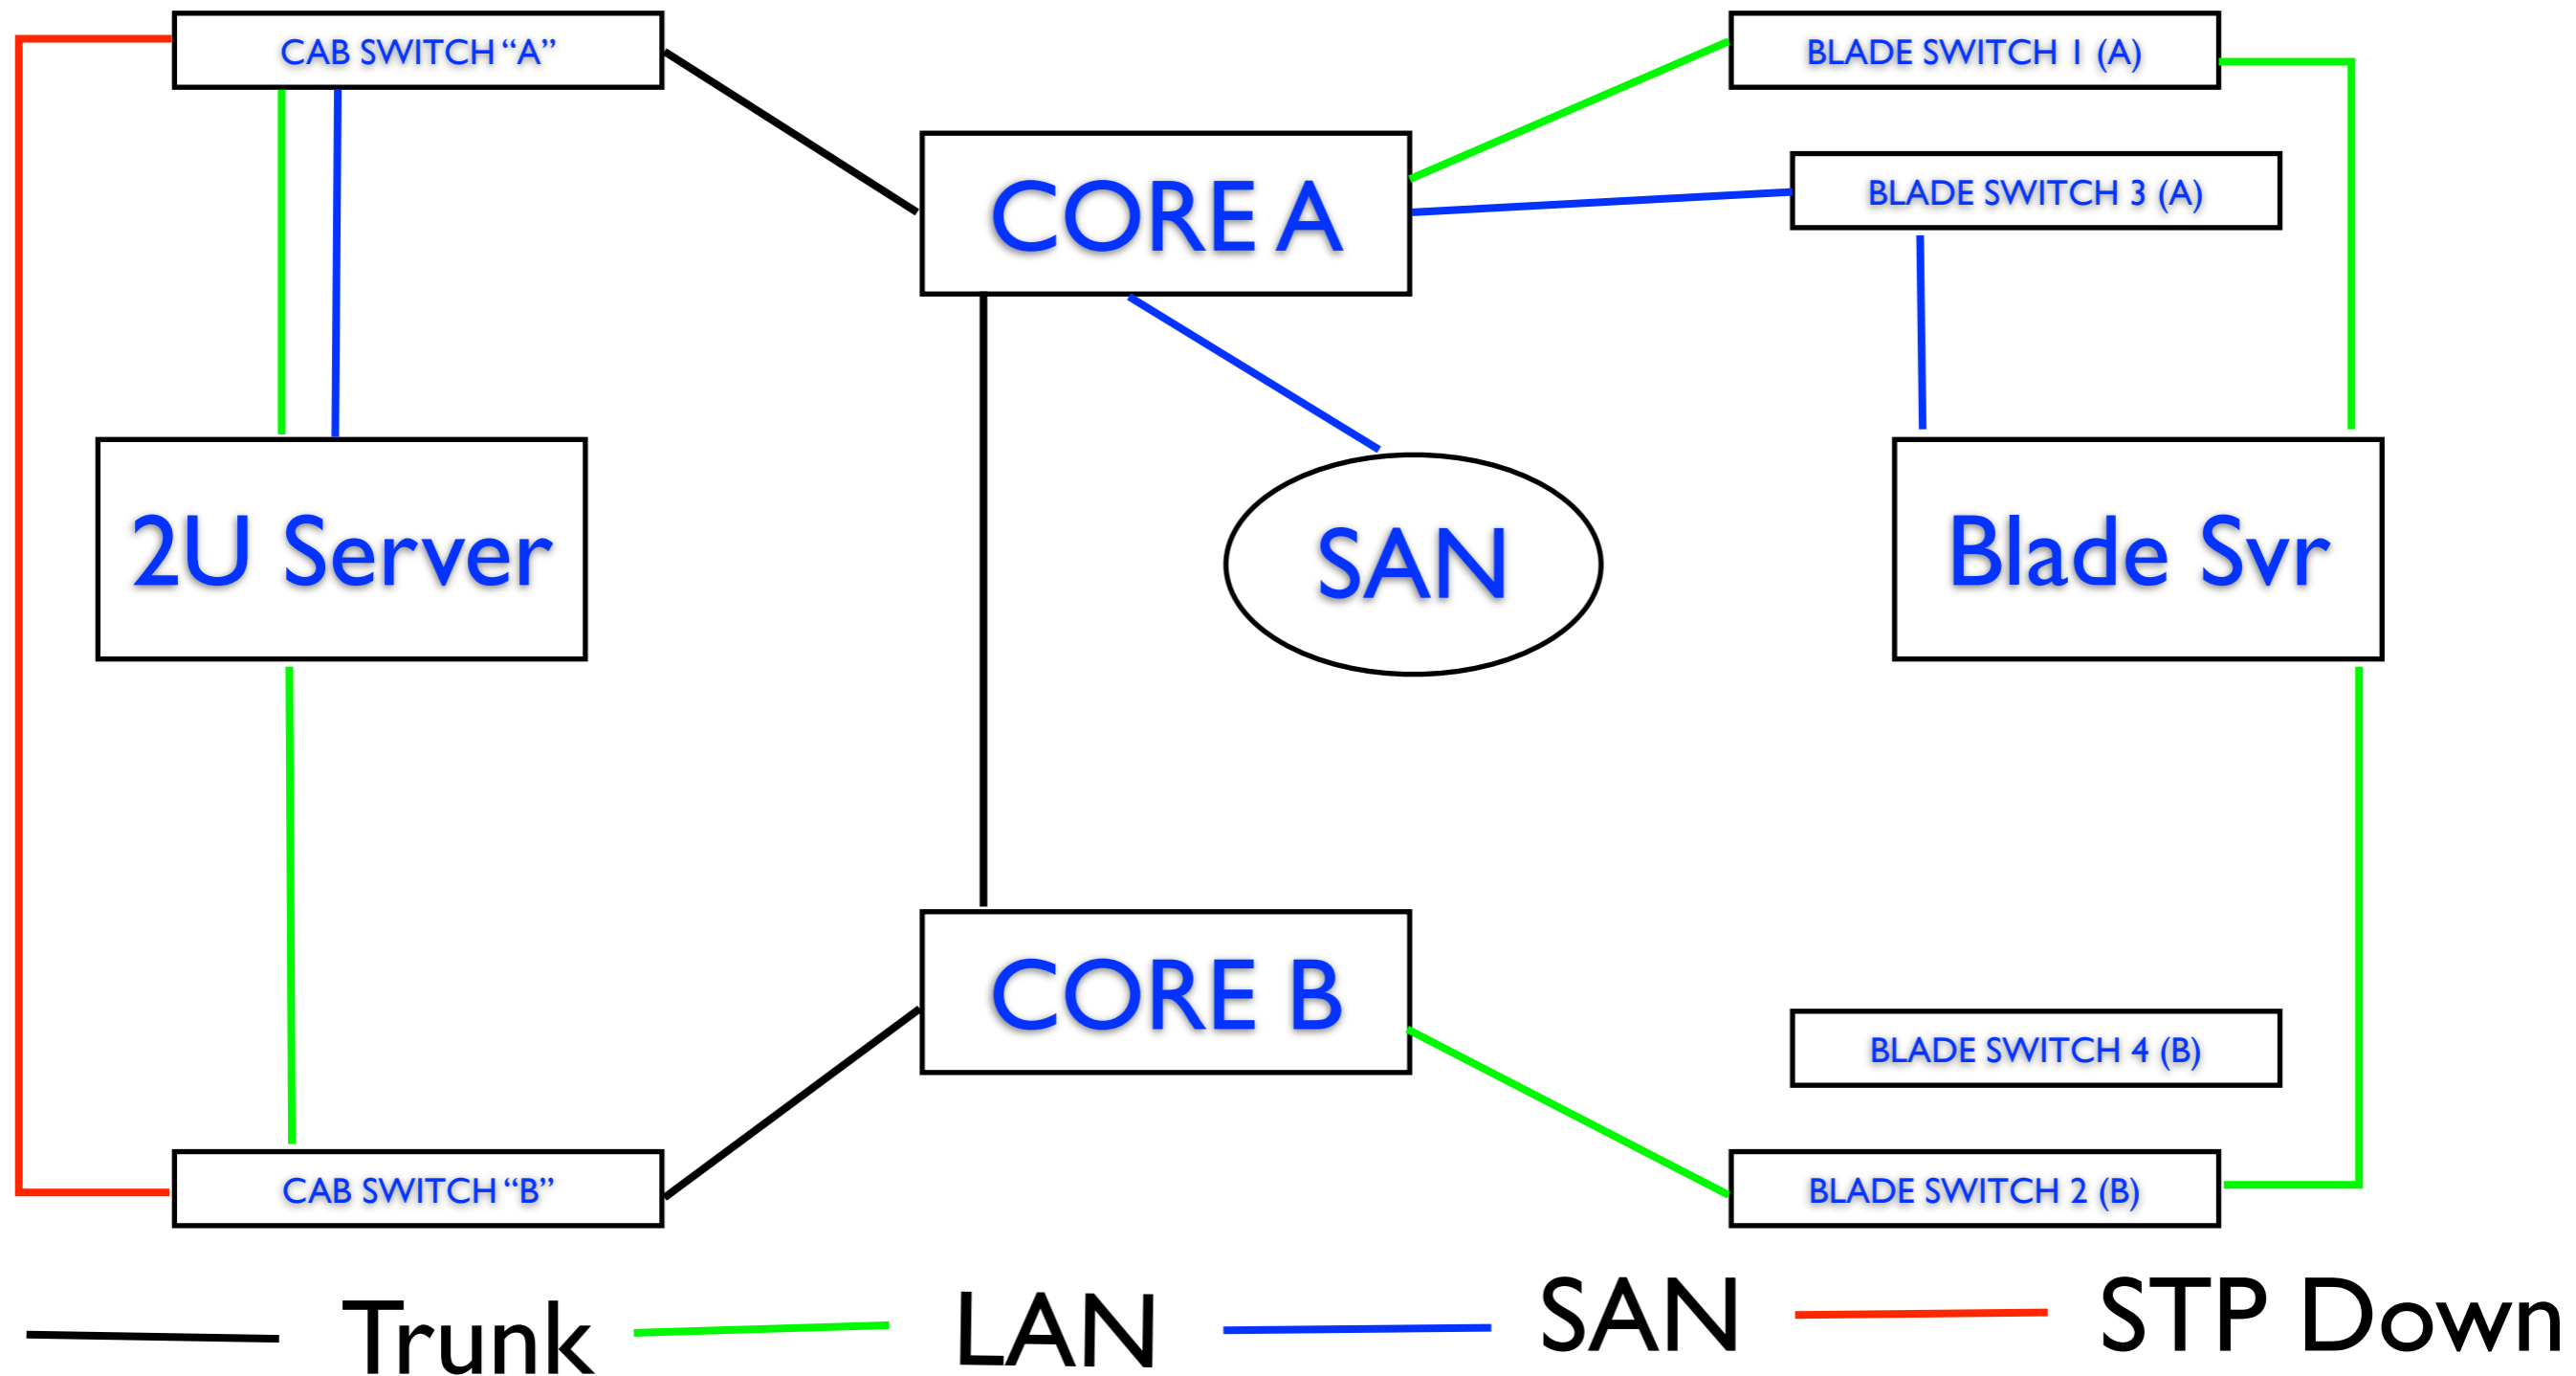 CAB SWITCH “A”
BLADE SWITCH 1 (A)
CORE A
BLADE SWITCH 3 (A)
2U Server
SAN
Blade Svr
CORE B
BLADE SWITCH 4 (B)
CAB SWITCH “B”
BLADE SWITCH 2 (B)
Trunk
LAN
SAN
STP Down